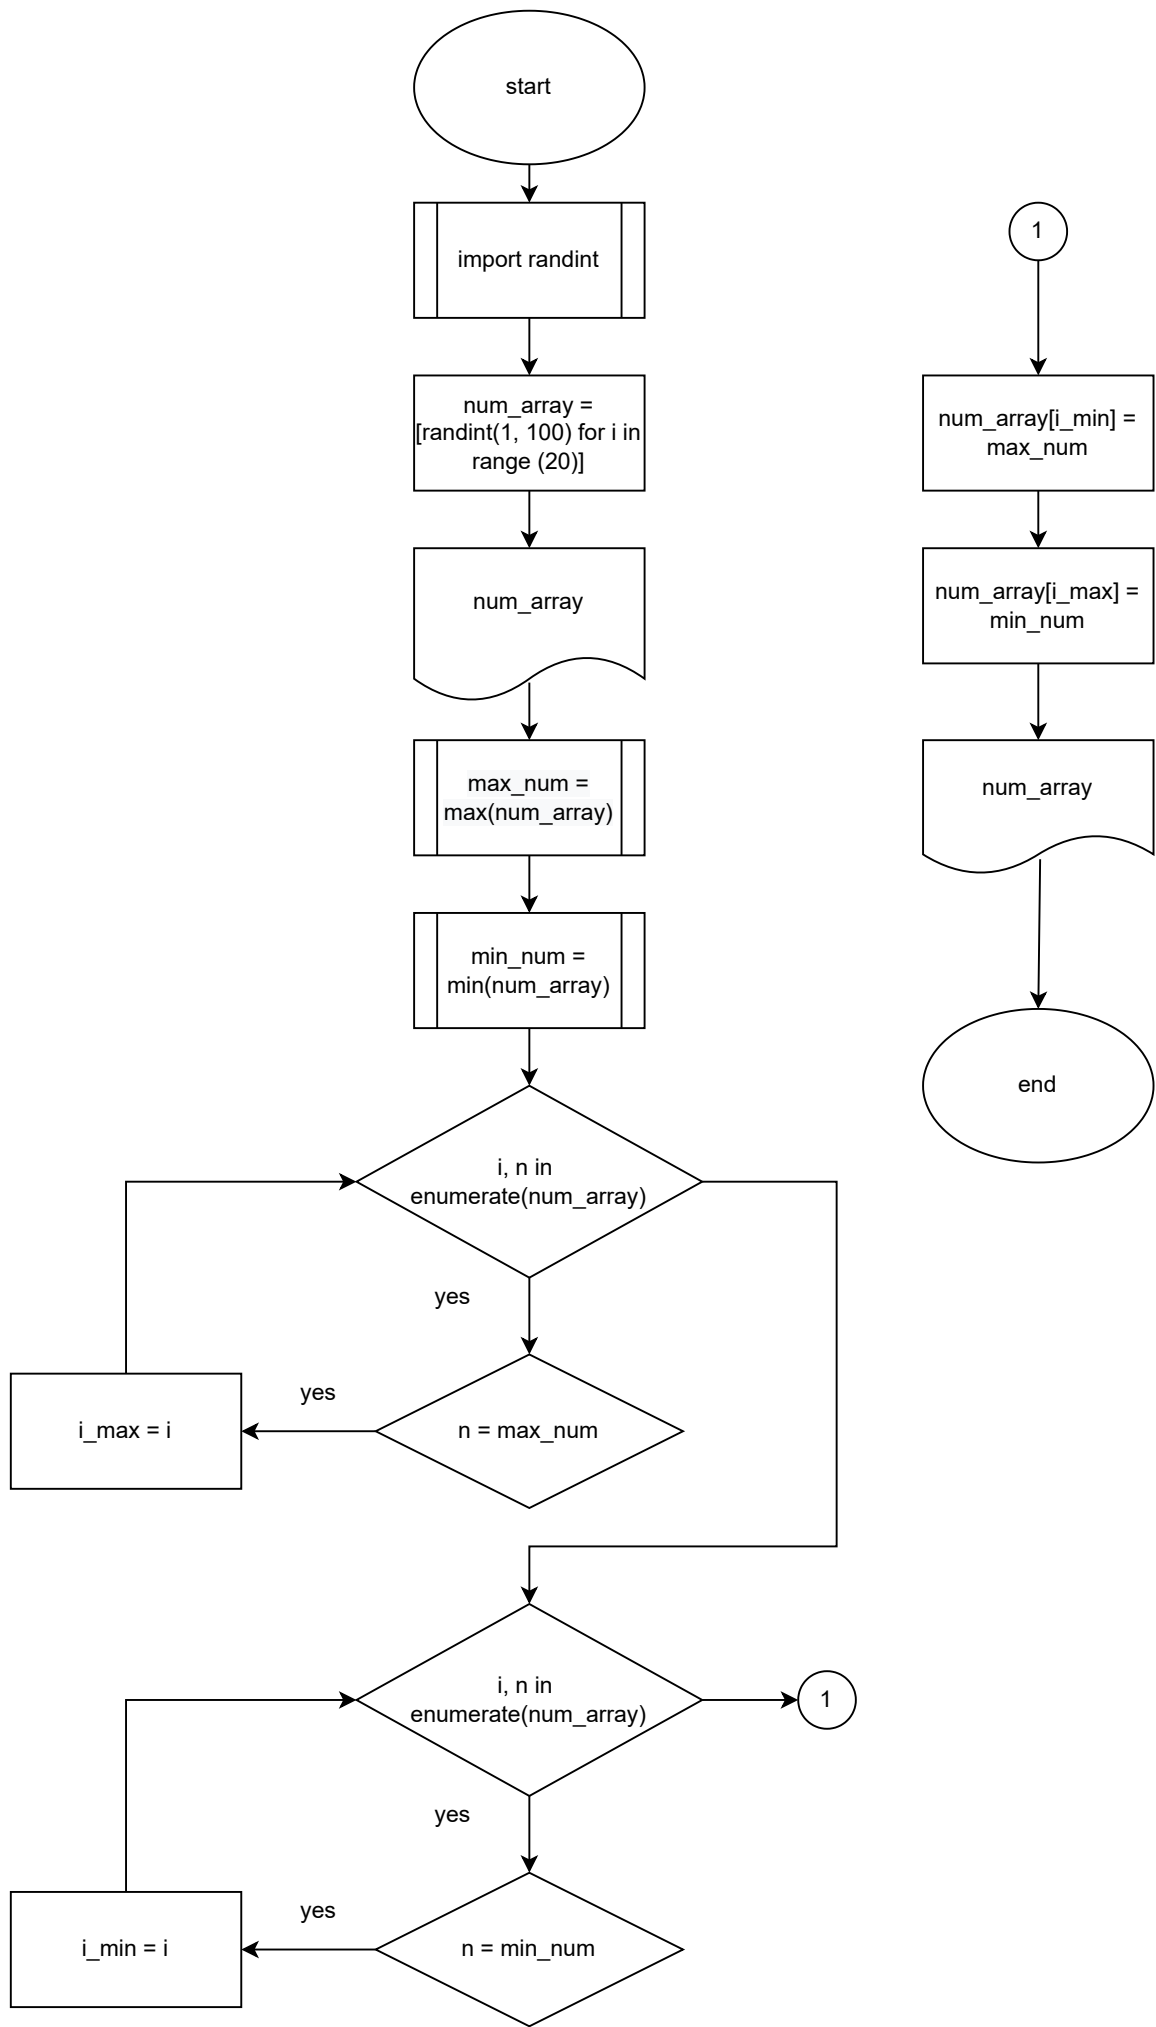 start
import randint
num_array =
[randint(1, 100) for i in
range (20)]
num_array
max_num =
max(num_array)
min_num =
min(num_array)
i, n in
enumerate(num_array)
yes
n = max_num
yes
i_max = i
i, n in
enumerate(num_array)
1
yes
n = min_num
yes
i_min = i
1
num_array[i_min] =
max_num
num_array[i_max] =
min_num
num_array
end